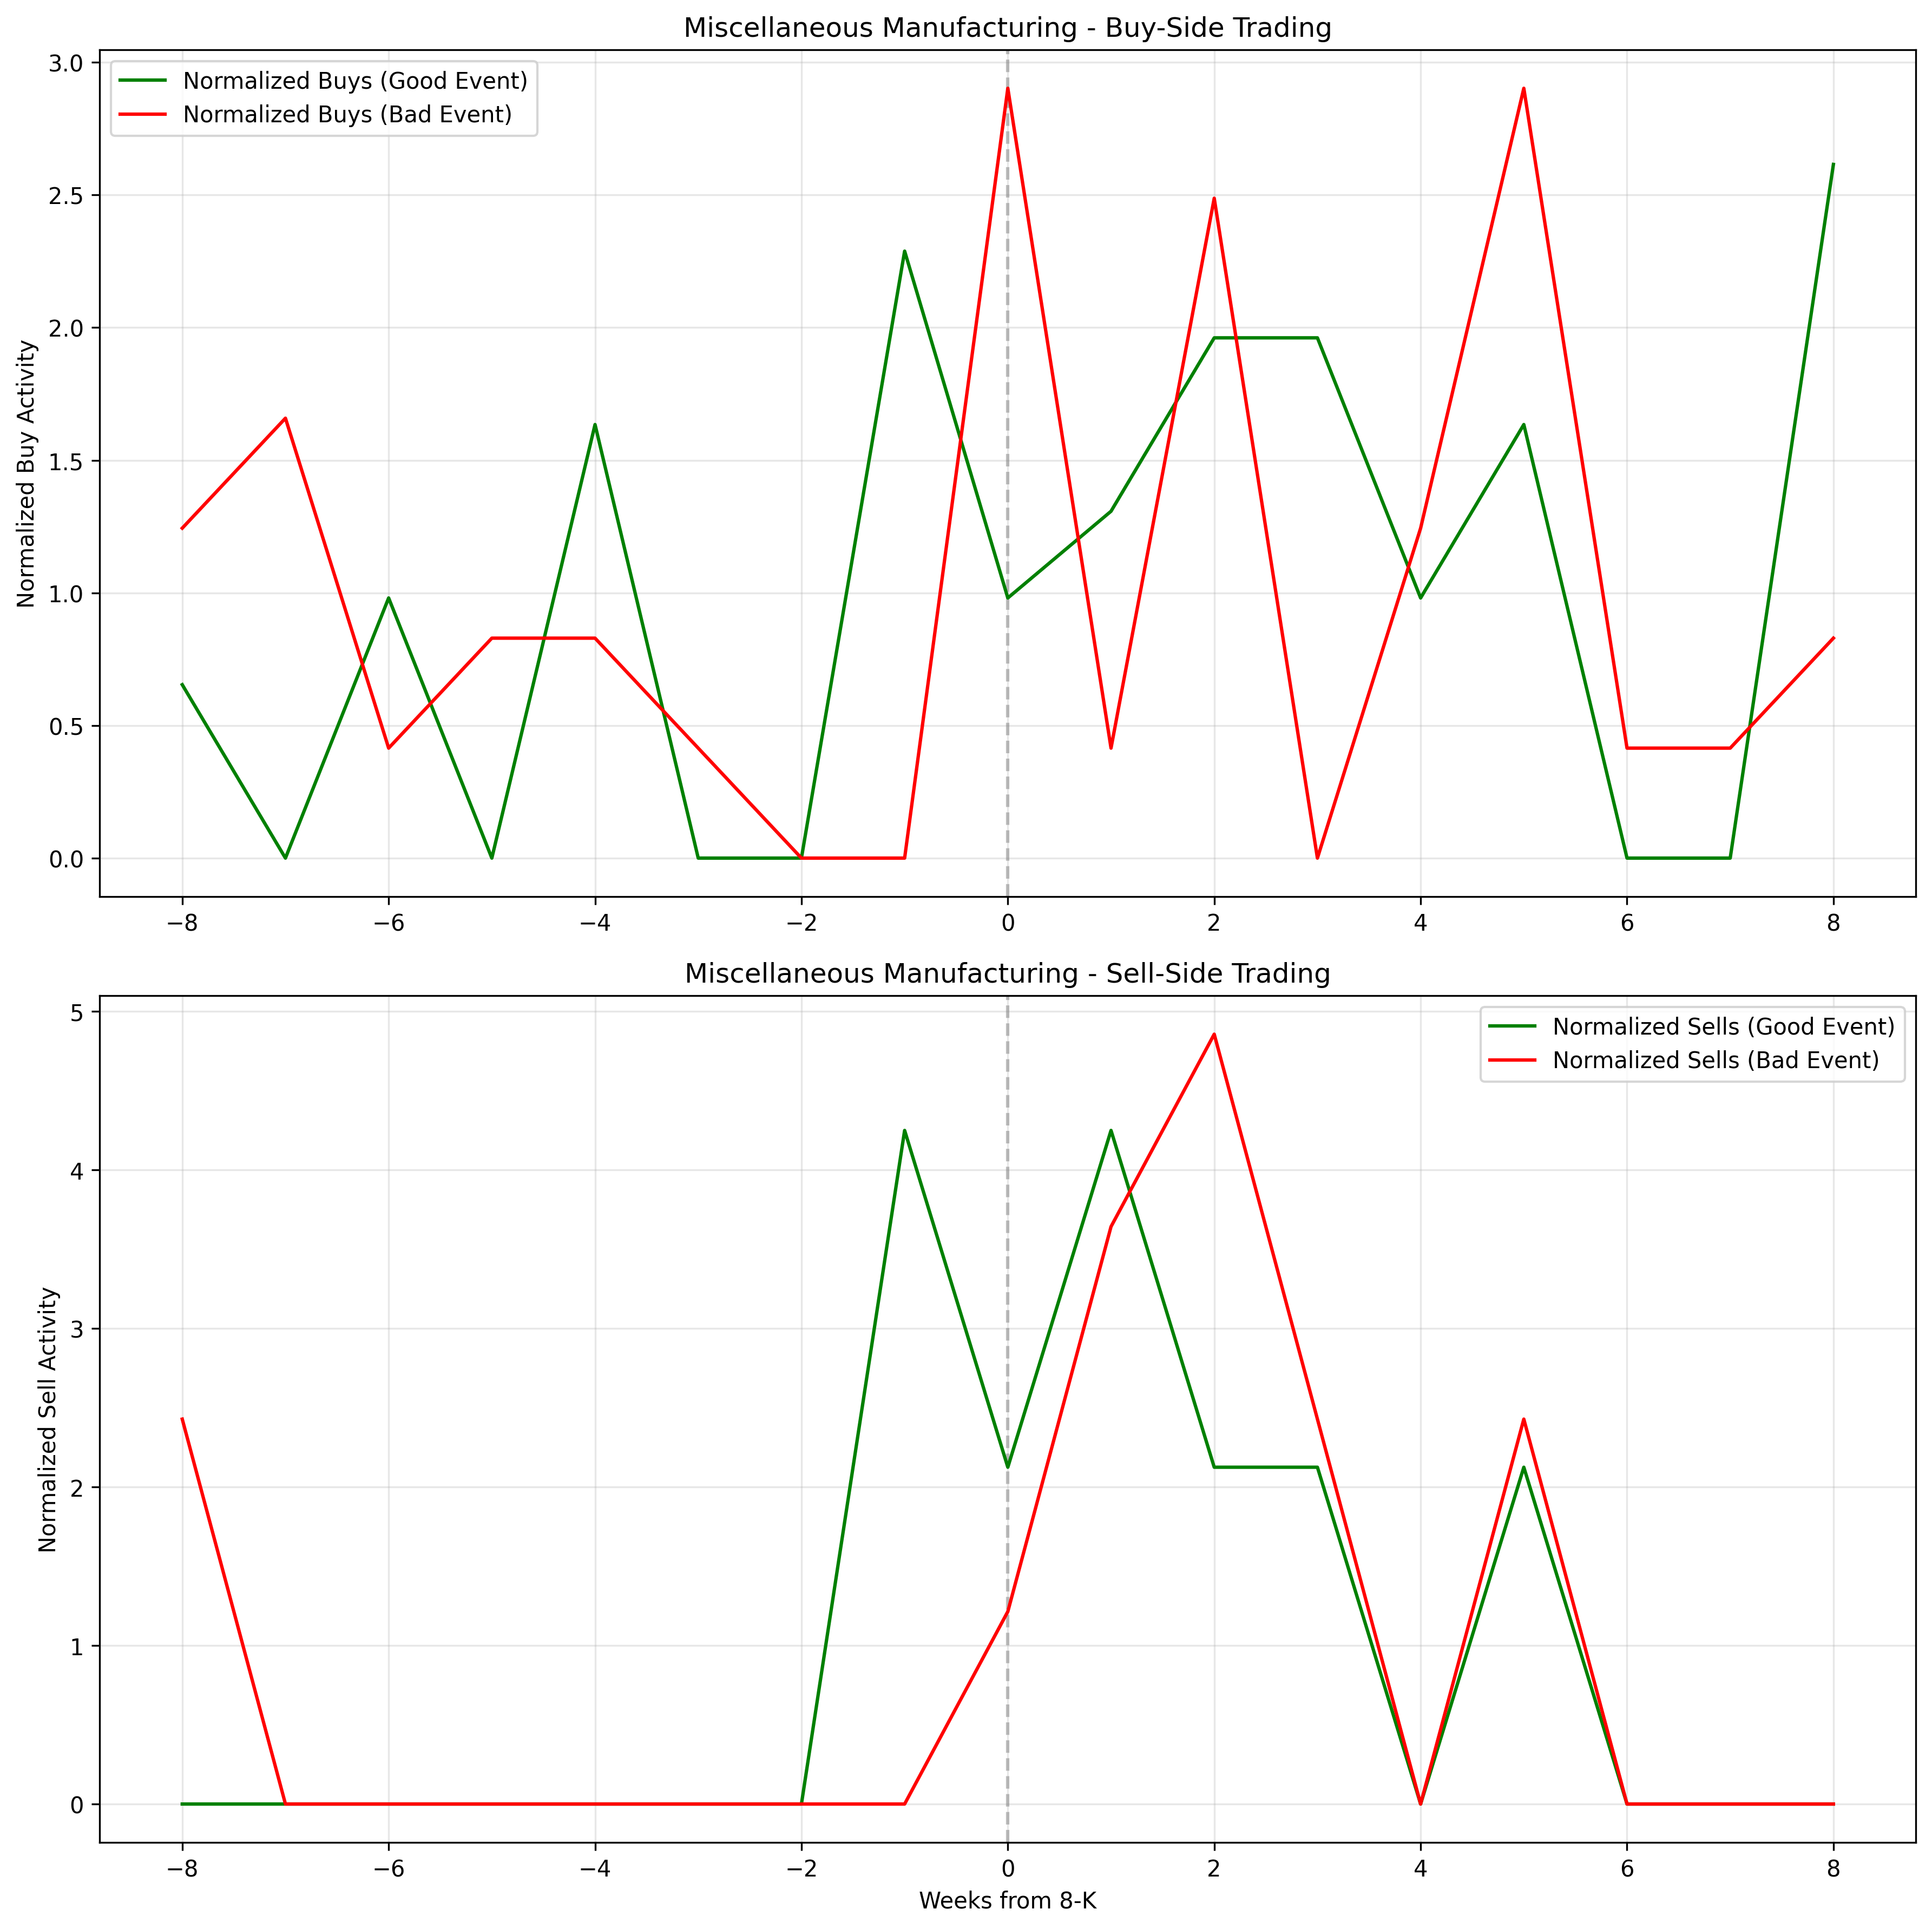 Miscellaneous Manufacturing - Buy-Side Trading
Normalized Buys (Good Event)
Normalized Buys (Bad Event)
Normalized Buy Activity
3.0
2.5
2.0
1.5
1.0
0.5
0.0
−8 −6 −4 −2 0 2 4 6 8
Miscellaneous Manufacturing - Sell-Side Trading
Normalized Sells (Good Event)
Normalized Sells (Bad Event)
Normalized Sell Activity
5
4
3
2
1
0
−8 −6 −4 −2 0 2 4 6 8
Weeks from 8-K